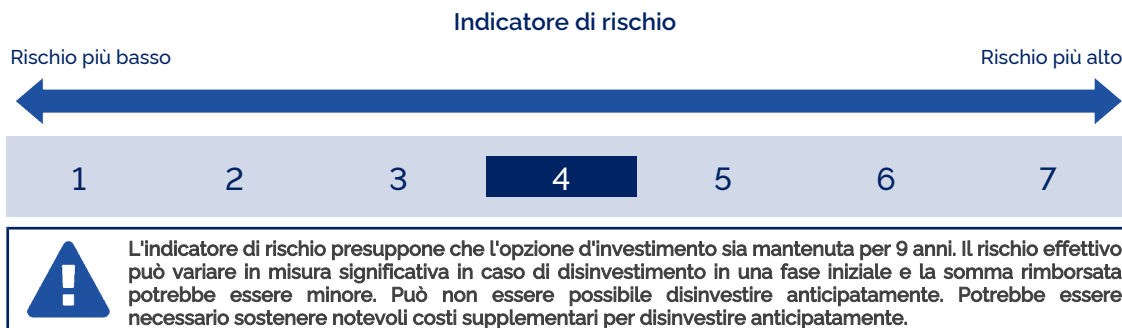 Indicatore di rischio
Rischio più basso Rischio più alto
1 2 3 4 5 6 7
L'indicatore di rischio presuppone che l'opzione d'investimento sia mantenuta per 9 anni. Il rischio effettivo
può variare in misura significativa in caso di disinvestimento in una fase iniziale e la somma rimborsata
potrebbe essere minore. Può non essere possibile disinvestire anticipatamente. Potrebbe essere
necessario sostenere notevoli costi supplementari per disinvestire anticipatamente.